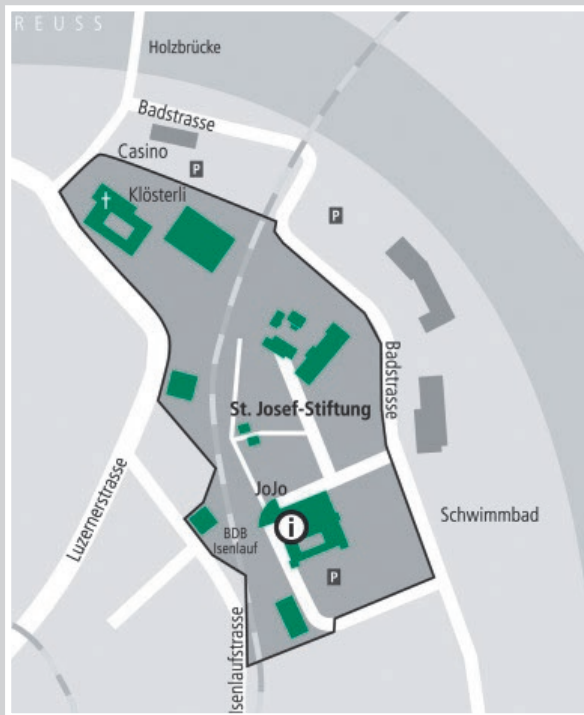 REUSS
Holzbrücke
Badstrasse
Casino
P
Klösterli
P
Badstrasse
St. Josef-Stiftung
Luzernerstrasse
JoJo
i
Schwimmbad
BDB
Isenlauf
P
Isenlaufstrasse